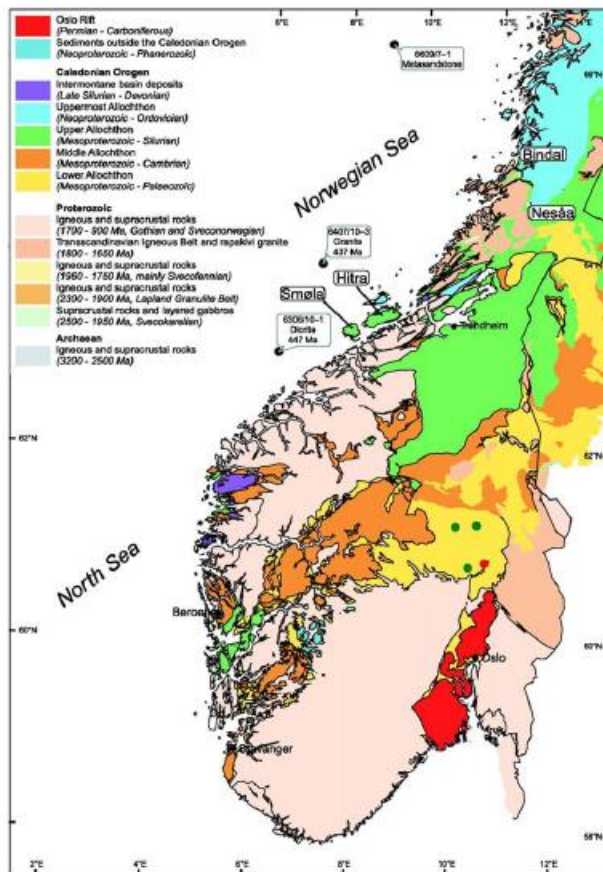 Oslo Rift
(Permian - Carboniferous)
Sediments outside the Caledonian Orogen
(Neoproterozoic - Phanerozoic)
Caledonian Orogen
Intermontane basin deposits
(Late Silurian - Devonian)
Uppermost Allochthon
(Neoproterozoic - Ordovician)
Upper Allochthon
(Mesoproterozoic - Silurian)
Middle Allochthon
(Mesoproterozoic - Cambrian)
Lower Allochthon
(Mesoproterozoic - Palaeozoic)
Proterozoic
Igneous and supracrustal rocks
(1700 - 900 Ma, Gothian and Sveconorwegian)
Transscandinavian Igneous Belt and rapakivi granite
(1800 - 1650 Ma)
Igneous and supracrustal rocks
(1950 - 1750 Ma, mainly Svecofennian)
Igneous and supracrustal rocks
(2300 - 1900 Ma, Lapland Granulite Belt)
Supracrustal rocks and layered gabbros
(2500 - 1950 Ma, Svecokarelian)
Archaean
Igneous and supracrustal rocks
(3200 - 2500 Ma)
6°E
8°E
10°E
12°E
14°E
6609/7-1
Metasandstone
66°N
Norwegian Sea
Bindal
Nesåa
6407/10-3
Granite
437 Ma
64°N
Hitra
Smøla
6306/10-1
Diorite
447 Ma
Trondheim
62°N
62°N
North Sea
60°N
60°N
Oslo
Stavanger
58°N
2°E
4°E
6°E
8°E
10°E
12°E